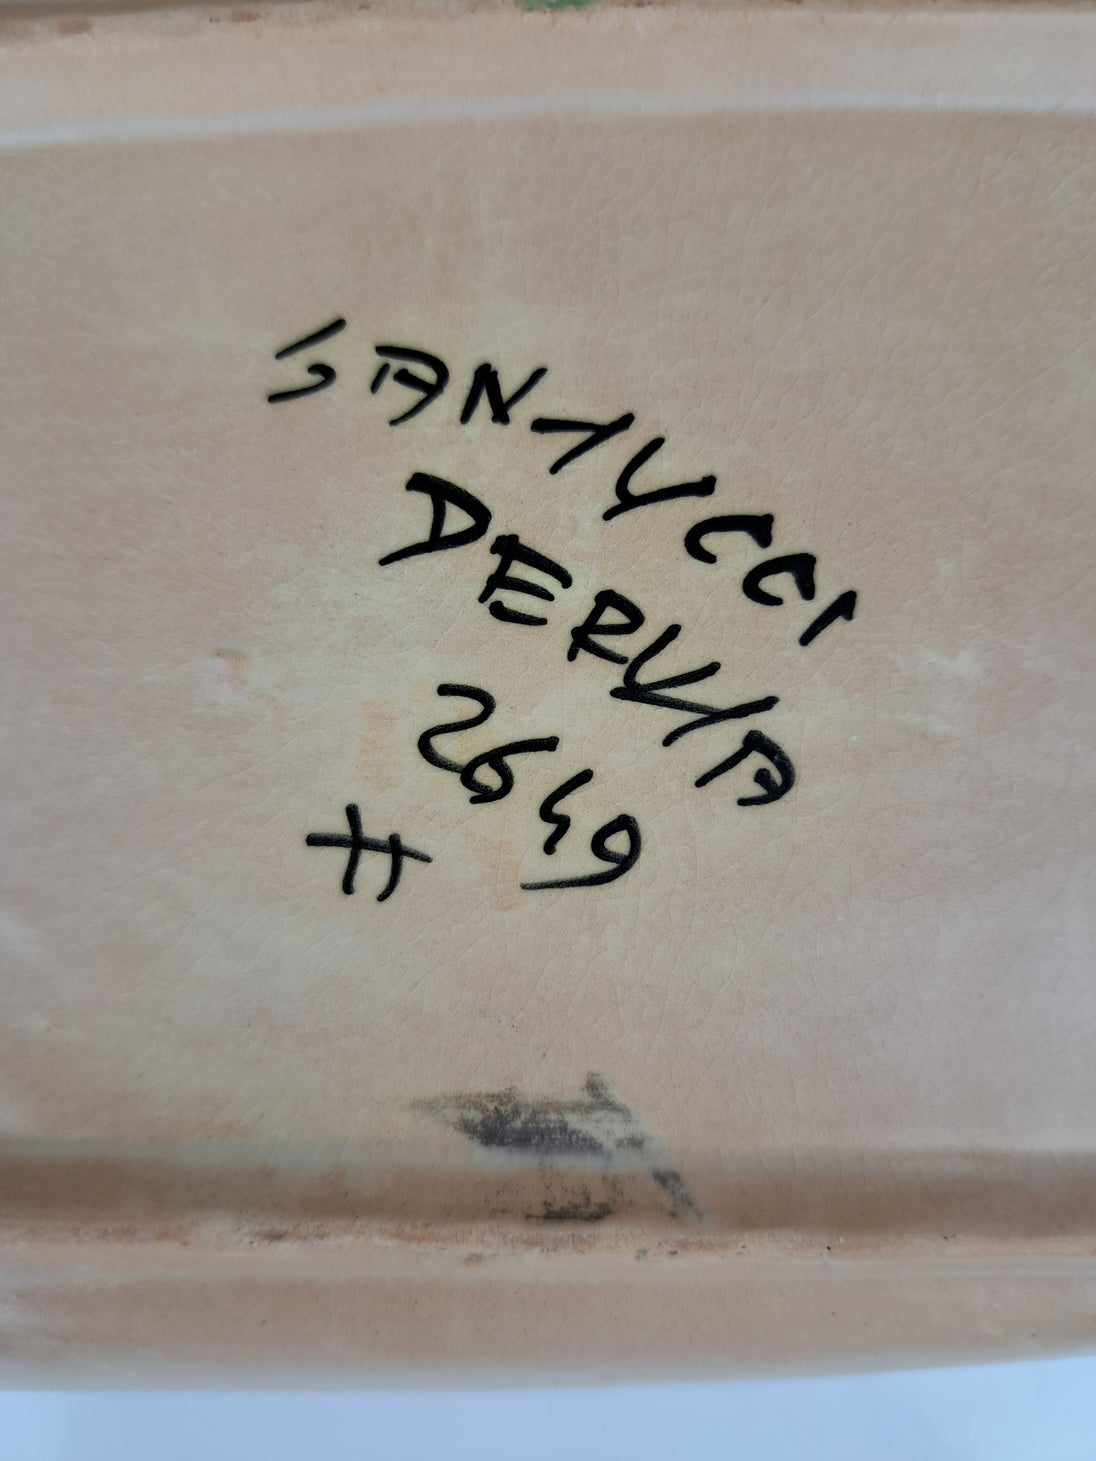 SANTUCCI
DERUTA
2649
H